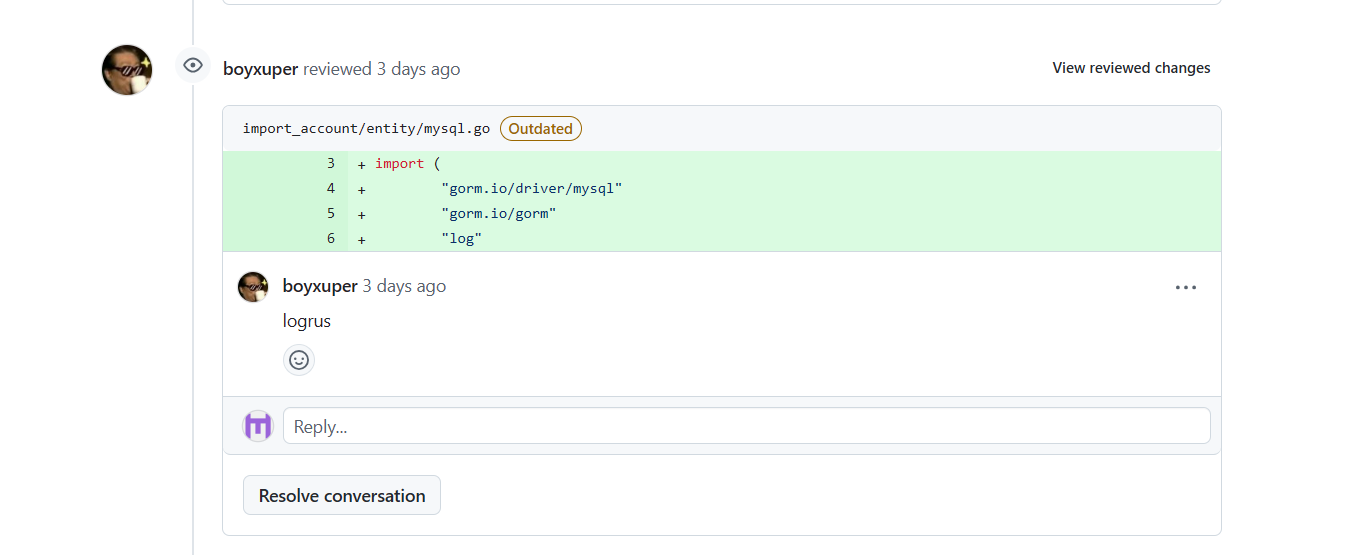 boyxuper reviewed 3 days ago
View reviewed changes
import_account/entity/mysql.go Outdated
3 + import (
4 + "gorm.io/driver/mysql"
5 + "gorm.io/gorm"
6 + "log"
boyxuper 3 days ago
logrus
Reply...
Resolve conversation